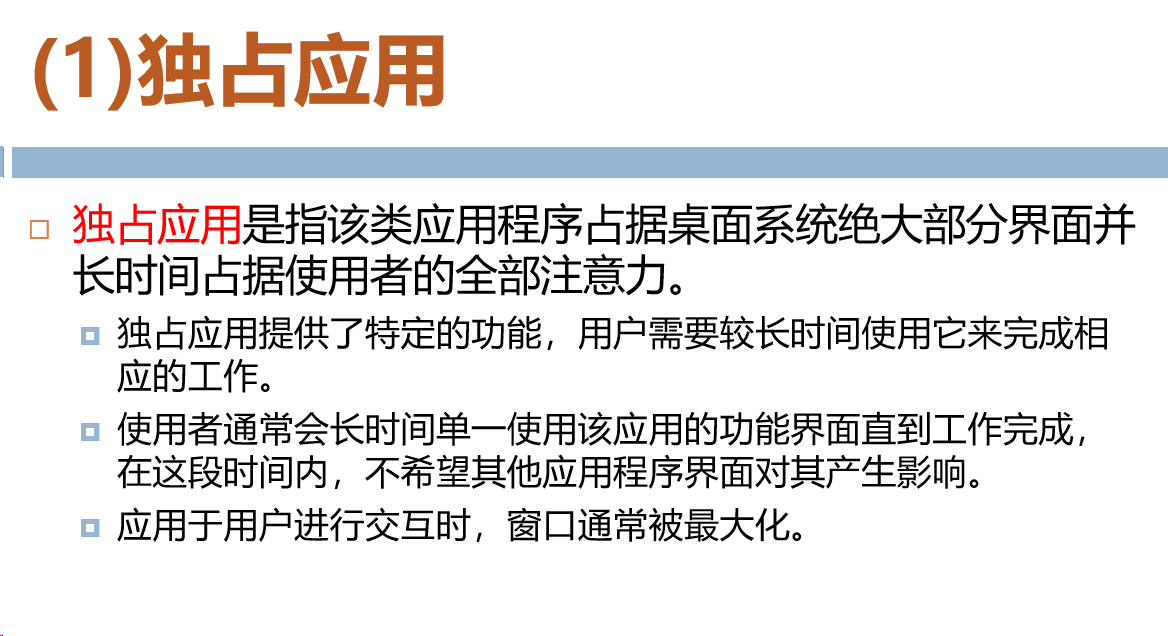 (1)独占应用
独占应用是指该类应用程序占据桌面系统绝大部分界面并
长时间占据使用者的全部注意力。
独占应用提供了特定的功能，用户需要较长时间使用它来完成相
应的工作。
使用者通常会长时间单一使用该应用的功能界面直到工作完成，
在这段时间内，不希望其他应用程序界面对其产生影响。
应用于用户进行交互时，窗口通常被最大化。